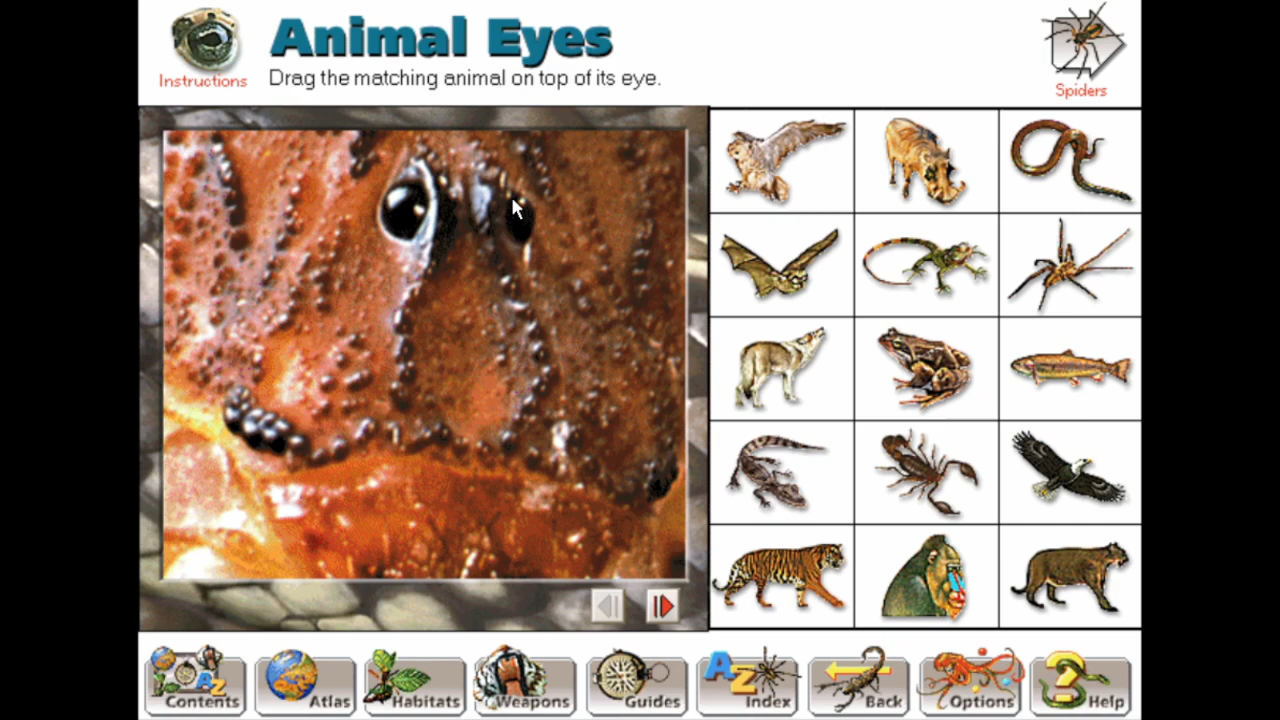 Animal Eyes
Drag the matching animal on top of its eye.
Instructions
Spiders
Contents
Atlas
Habitats
Weapons
Guides
AZ
Index
Back
Options
?
Help